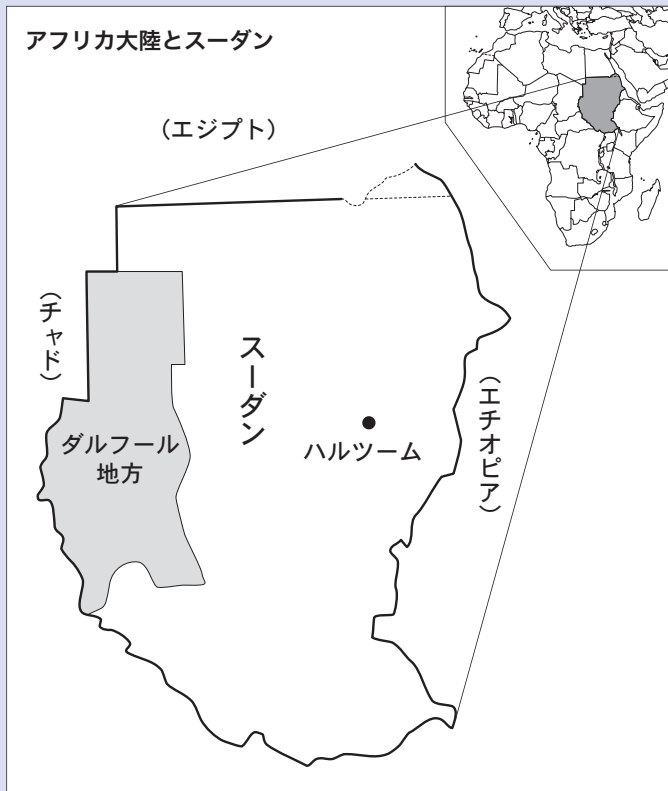 アフリカ大陸とスーダン
（エジプト）
（チャド）
スーダン
（エチオピア）
ダルフール
地方
ハルツーム